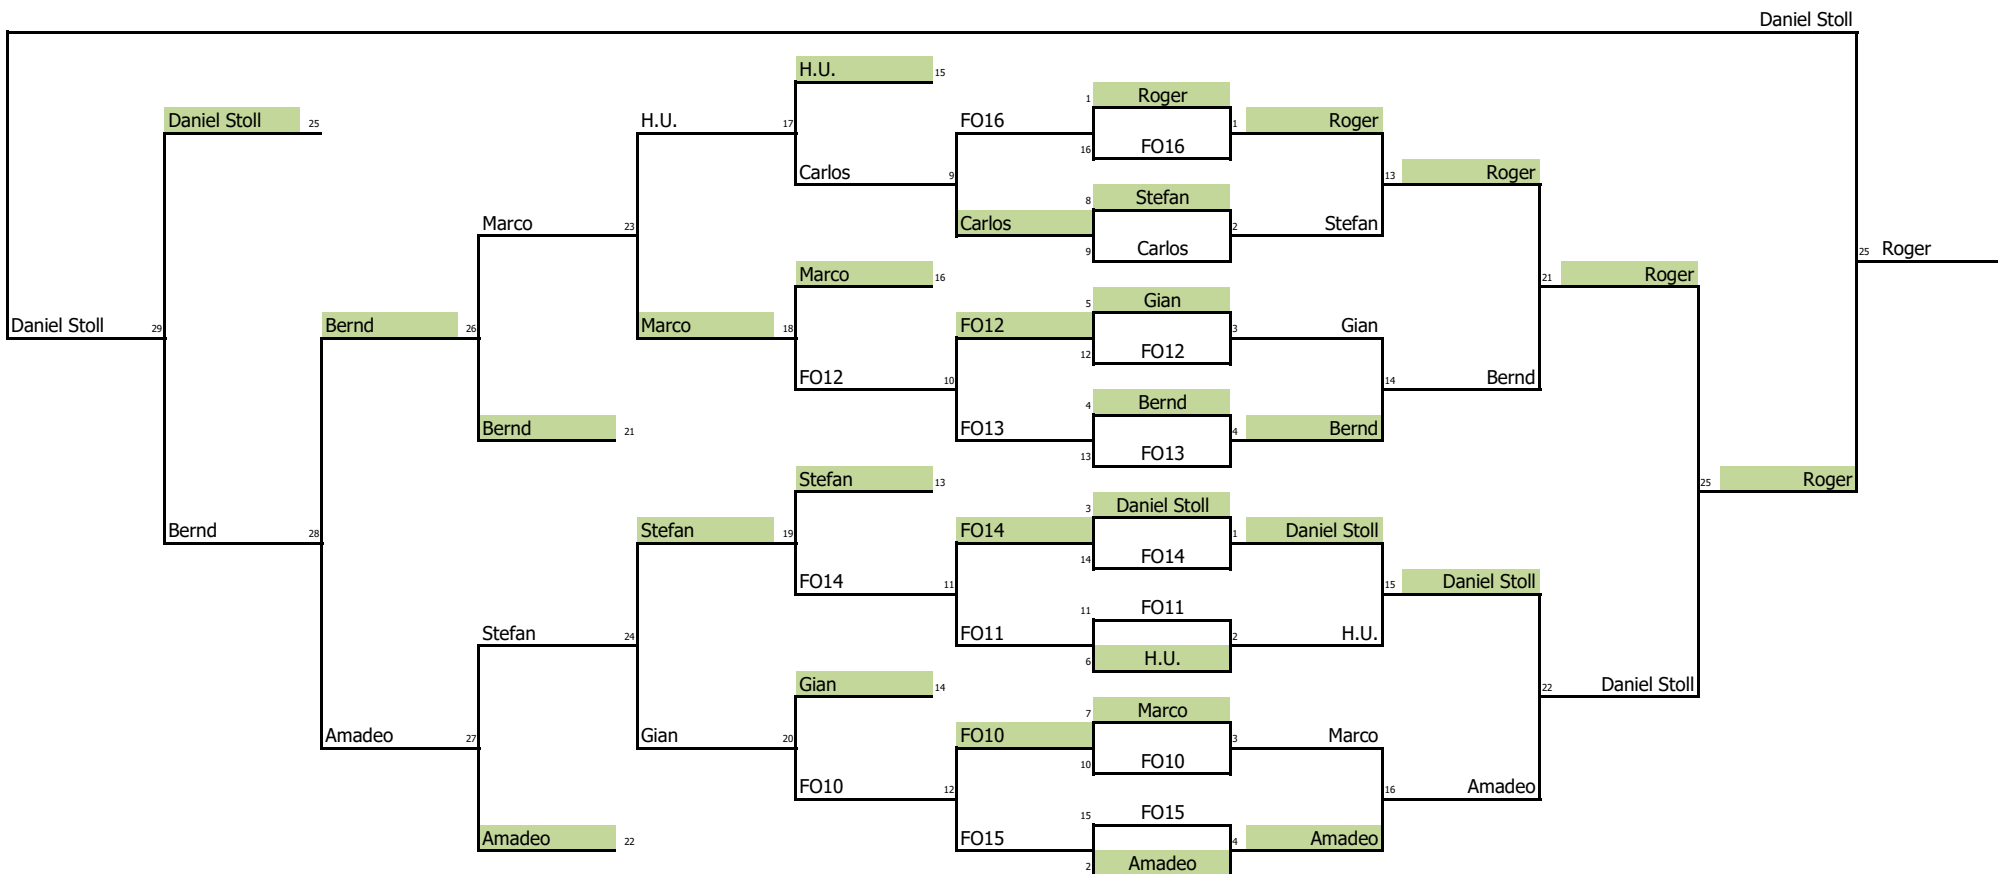 Daniel Stoll
H.U. 15
1 Roger
Daniel Stoll 25 H.U. 17 FO16 1 Roger
16 FO16
Carlos 9 13 Roger
8 Stefan
Marco 23 Carlos 2 Stefan
9 Carlos 25 Roger
Marco 16 21 Roger
5 Gian
Daniel Stoll 29 Bernd 26 Marco 18 FO12 3 Gian
12 FO12
FO12 10 14 Bernd
4 Bernd
Bernd 21 FO13 4 Bernd
13 FO13
Stefan 13 25 Roger
3 Daniel Stoll
Bernd 28 Stefan 19 FO14 1 Daniel Stoll
14 FO14
FO14 11 15 Daniel Stoll
11 FO11
Stefan 24 FO11 2 H.U.
6 H.U.
Gian 14 22 Daniel Stoll
7 Marco
Amadeo 27 Gian 20 FO10 3 Marco
10 FO10
FO10 12 16 Amadeo
15 FO15
Amadeo 22 FO15 4 Amadeo
2 Amadeo